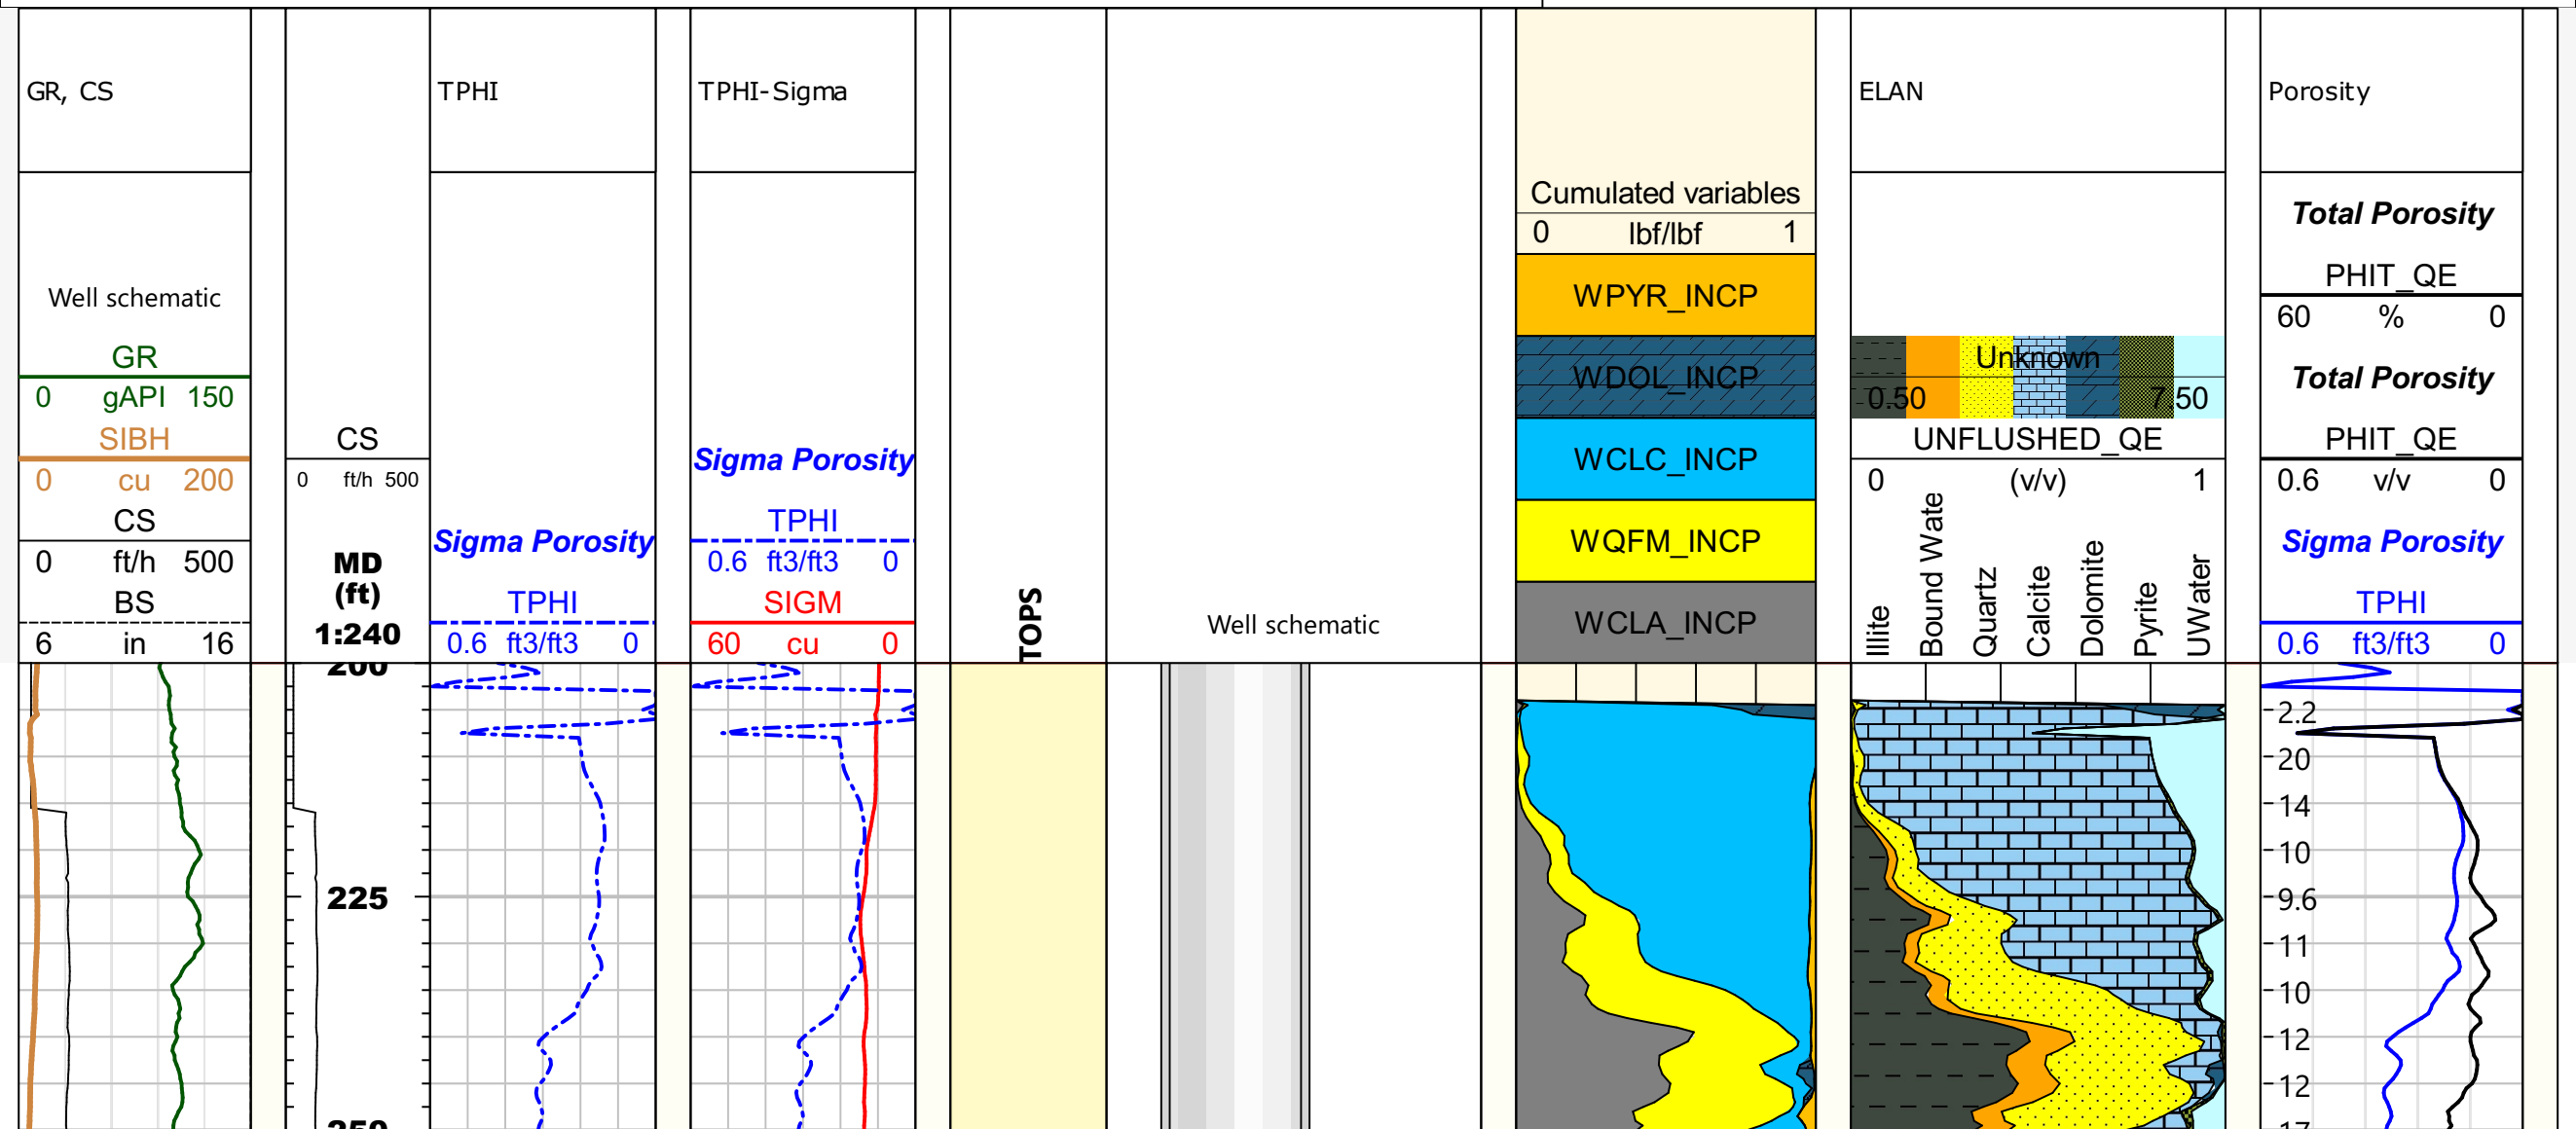 GR, CS
Well schematic
GR
0 gAPI 150
SIBH
0 cu 200
CS
0 ft/h 500
BS
6 in 16
CS
0 ft/h 500
MD
(ft)
1:240
200
225
250
TPHI
Sigma Porosity
TPHI
0.6 ft3/ft3 0
TPHI-Sigma
Sigma Porosity
TPHI
0.6 ft3/ft3 0
SIGM
60 cu 0
TOPS
Well schematic
Cumulated variables
0 lbf/lbf 1
WPYR_INCP
WDOL_INCP
WCLC_INCP
WQFM_INCP
WCLA_INCP
ELAN
Unknown
0.50 7.50
UNFLUSHED_QE
0 (v/v) 1
Illite
Bound Wate
Quartz
Calcite
Dolomite
Pyrite
UWater
Porosity
Total Porosity
PHIT_QE
60 % 0
Total Porosity
PHIT_QE
0.6 v/v 0
Sigma Porosity
TPHI
0.6 ft3/ft3 0
2.2
20
14
10
9.6
11
10
12
12
17